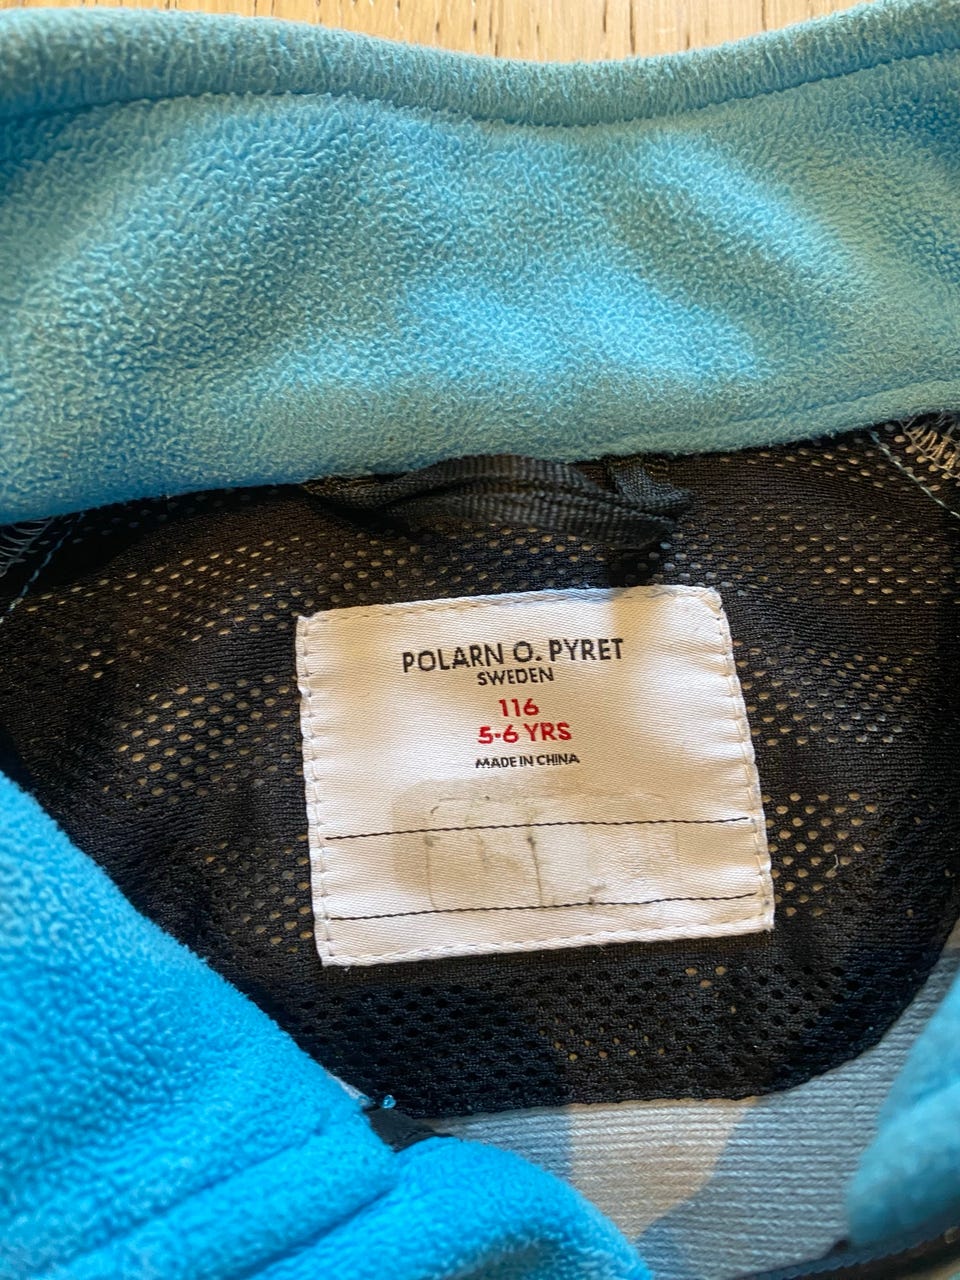 POLARN O. PYRET
SWEDEN
116
5-6 YRS
MADE IN CHINA